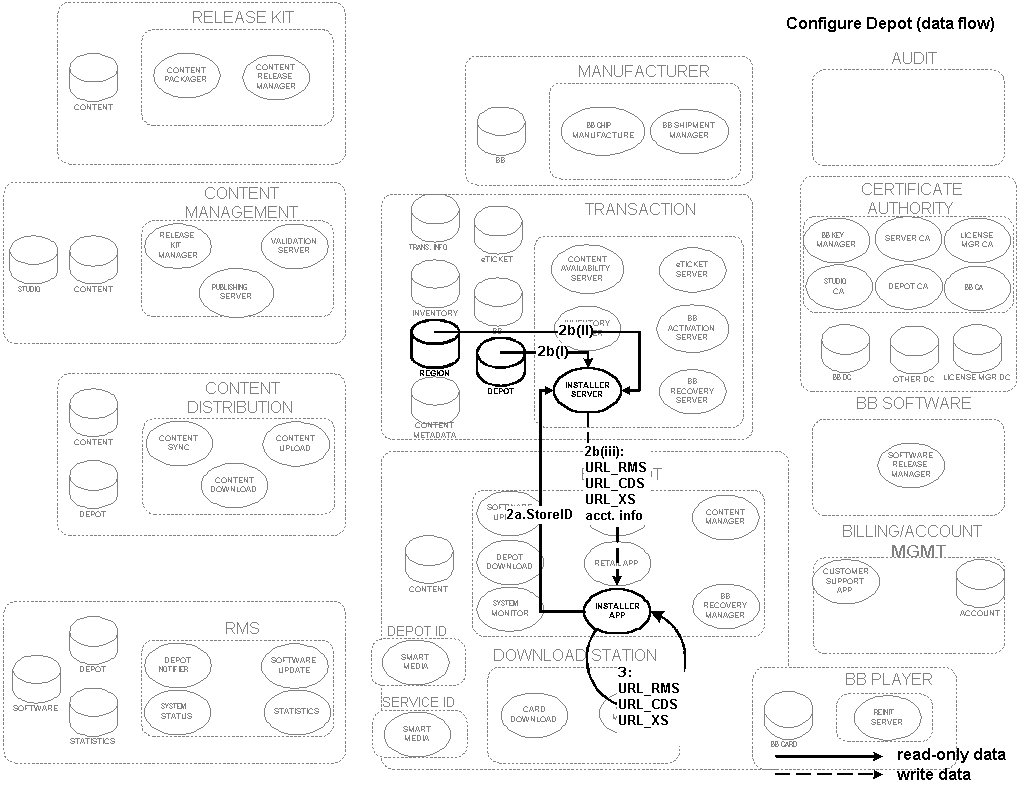 Configure Depot (data flow)
RELEASE KIT
CONTENT
CONTENT
PACKAGER
CONTENT
RELEASE
MANAGER
MANUFACTURER
BB
BB CHIP
MANUFACTURE
BB SHIPMENT
MANAGER
AUDIT
CONTENT
MANAGEMENT
STUDIO
CONTENT
RELEASE
KIT
MANAGER
VALIDATION
SERVER
PUBLISHING
SERVER
TRANSACTION
TRANS. INFO
eTICKET
INVENTORY
BB
REGION
DEPOT
CONTENT
METADATA
CONTENT
AVAILABILITY
SERVER
eTICKET
SERVER
INVENTORY
BB
ACTIVATION
SERVER
INSTALLER
SERVER
BB
RECOVERY
SERVER
2b(II)
2b(I)
CERTIFICATE
AUTHORITY
BB KEY
MANAGER
SERVER CA
LICENSE
MGR CA
STUDIO
CA
DEPOT CA
BB CA
BB DC
OTHER DC
LICENSE MGR DC
CONTENT
DISTRIBUTION
CONTENT
DEPOT
CONTENT
SYNC
CONTENT
UPLOAD
CONTENT
DOWNLOAD
BB SOFTWARE
SOFTWARE
RELEASE
MANAGER
2b(iii):
URL_RMS
URL_CDS
URL_XS
acct. info
2a.StoreID
CONTENT
DEPOT
DOWNLOAD
SYSTEM
MONITOR
CONTENT
MANAGER
RETAIL APP
INSTALLER
APP
BB
RECOVERY
MANAGER
BILLING/ACCOUNT
MGMT
CUSTOMER
SUPPORT
APP
ACCOUNT
RMS
SOFTWARE
DEPOT
STATISTICS
DEPOT
NOTIFIER
SOFTWARE
UPDATE
SYSTEM
STATUS
STATISTICS
DEPOT ID
SMART
MEDIA
SERVICE ID
SMART
MEDIA
DOWNLOAD STATION
CARD
DOWNLOAD
3:
URL_RMS
URL_CDS
URL_XS
BB PLAYER
BB CARD
REINIT
SERVER
read-only data
write data